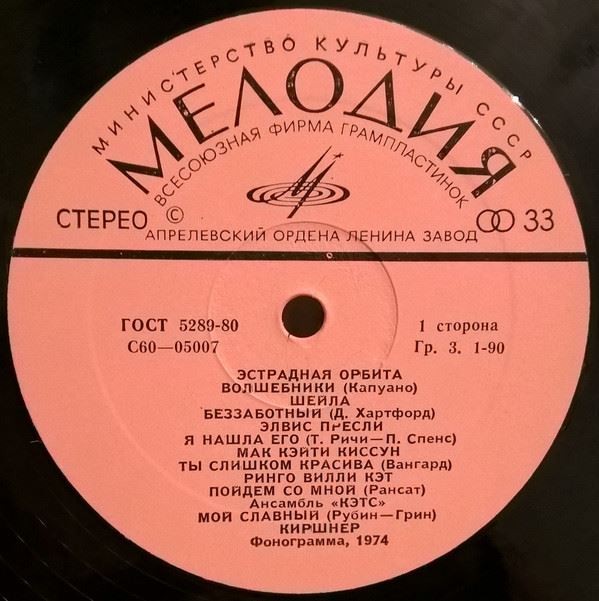 МИНИСТЕРСТВО КУЛЬТУРЫ СССР
МЕЛОДИЯ
ВСЕСОЮЗНАЯ ФИРМА ГРАМПЛАСТИНОК
СТЕРЕО © 33
АПРЕЛЕВСКИЙ ОРДЕНА ЛЕНИНА ЗАВОД
ГОСТ 5289-80 1 сторона
С60—05007 Гр. 3. 1-90
ЭСТРАДНАЯ ОРБИТА
ВОЛШЕБНИКИ (Капуано)
ШЕЙЛА
БЕЗЗАБОТНЫЙ (Д. Хартфорд)
ЭЛВИС ПРЕСЛИ
Я НАШЛА ЕГО (Т. Ричи—П. Спенс)
МАК КЭЙТИ КИССУН
ТЫ СЛИШКОМ КРАСИВА (Вангард)
РИНГО ВИЛЛИ КЭТ
ПОЙДЕМ СО МНОЙ (Рансат)
Ансамбль «КЭТС»
МОЙ СЛАВНЫЙ (Рубин—Грин)
КИРШНЕР
Фонограмма, 1974